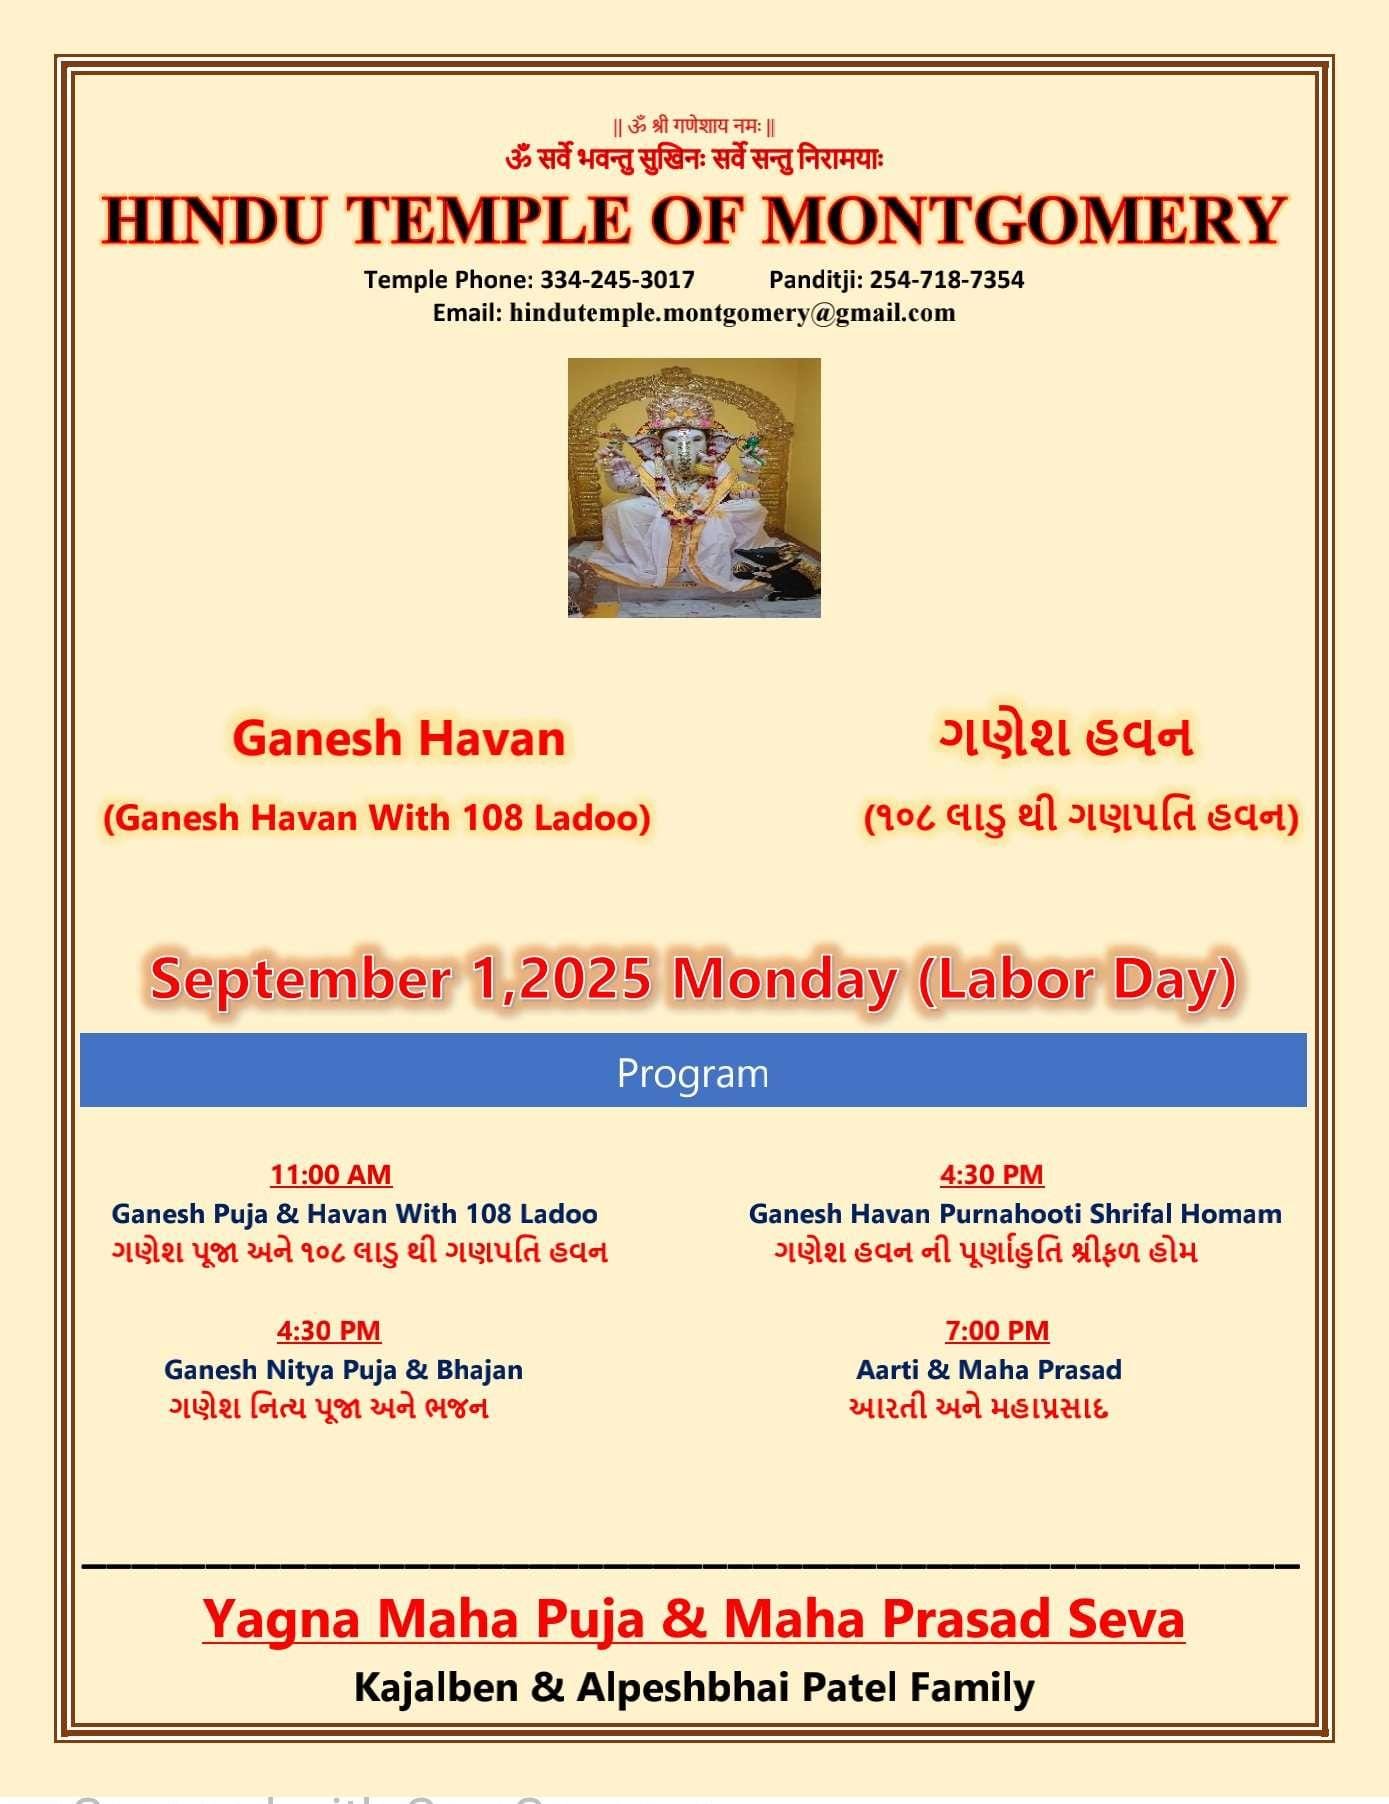 || ॐ श्री गणेशाय नमः ||
ॐ सर्वे भवन्तु सुखिनः सर्वे सन्तु निरामयाः
HINDU TEMPLE OF MONTGOMERY
Temple Phone: 334-245-3017 Panditji: 254-718-7354
Email: hindutemple.montgomery@gmail.com
Ganesh Havan
(Ganesh Havan With 108 Ladoo)
ગણેશ હવન
(૧૦૮ લાડુ થી ગણપતિ હવન)
September 1,2025 Monday (Labor Day)
Program
11:00 AM
Ganesh Puja & Havan With 108 Ladoo
ગણેશ પૂજા અને ૧૦૮ લાડુ થી ગણપતિ હવન
4:30 PM
Ganesh Havan Purnahooti Shrifal Homam
ગણેશ હવન ની પૂર્ણાહુતિ શ્રીફળ હોમ
4:30 PM
Ganesh Nitya Puja & Bhajan
ગણેશ નિત્ય પૂજા અને ભજન
7:00 PM
Aarti & Maha Prasad
આરતી અને મહાપ્રસાદ
Yagna Maha Puja & Maha Prasad Seva
Kajalben & Alpeshbhai Patel Family